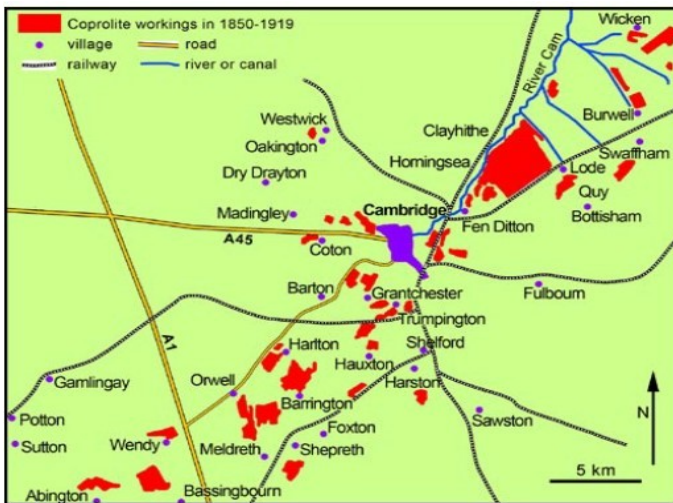 Coprolite workings in 1850-1919
village road
railway river or canal
Wicken
River Cam
Burwell
Westwick
Clayhithe
Oakington
Swaffham
Horningsea
Lode
Dry Drayton
Quy
Madingley
Cambridge
Bottisham
Fen Ditton
A45
Coton
Barton
Grantchester
Fulbourn
Trumpington
A1
Harlton
Shelford
Hauxton
Gamlingay
Orwell
Harston
Barrington
Potton
Sawston
N
Foxton
Sutton
Wendy
Meldreth
Shepreth
5 km
Abington
Bassingbourn